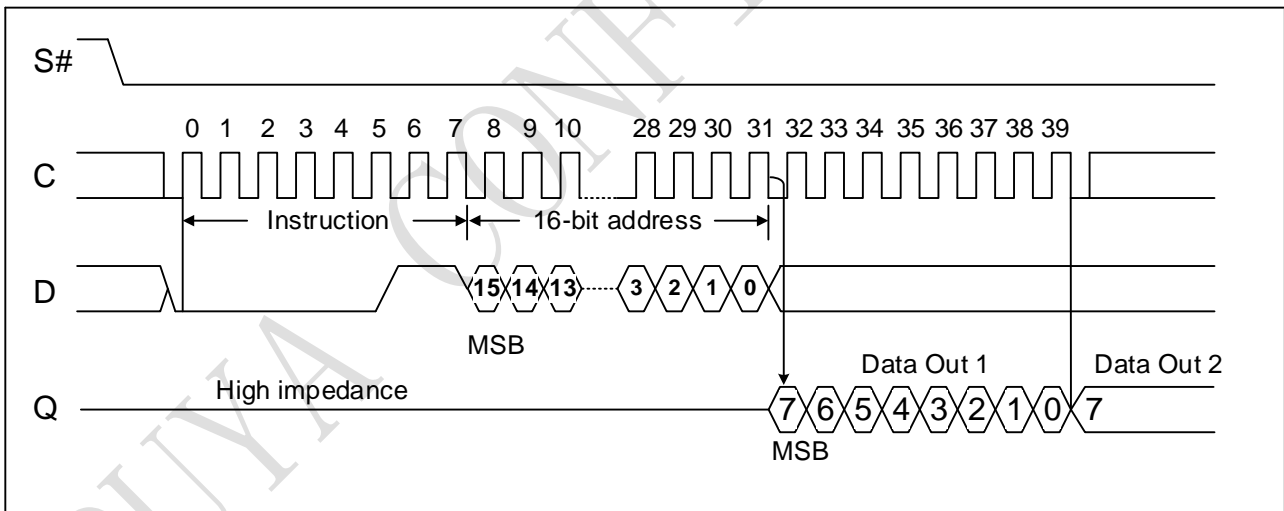 S#
0 1 2 3 4 5 6 7 8 9 10 28 29 30 31 32 33 34 35 36 37 38 39
C
Instruction 16-bit address
D 15 14 13 3 2 1 0
MSB
Data Out 1 Data Out 2
High impedance
Q 7 6 5 4 3 2 1 0 7
MSB
PUYA CONF